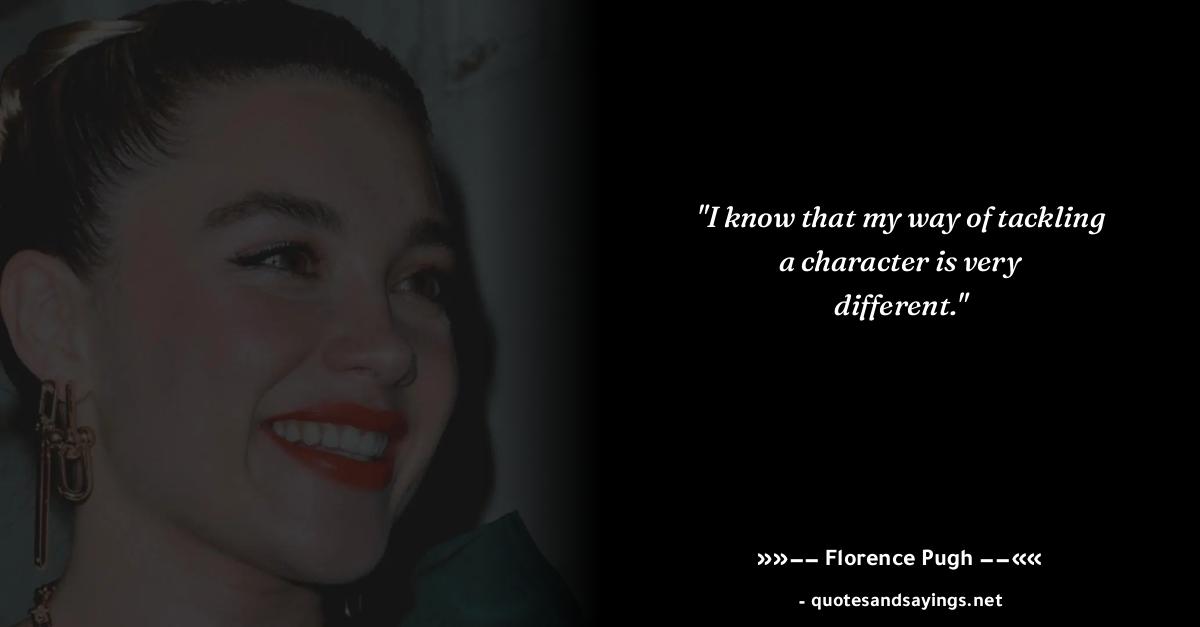 "I know that my way of tackling
a character is very
different."
»»−− Florence Pugh −−««
- quotesandsayings.net